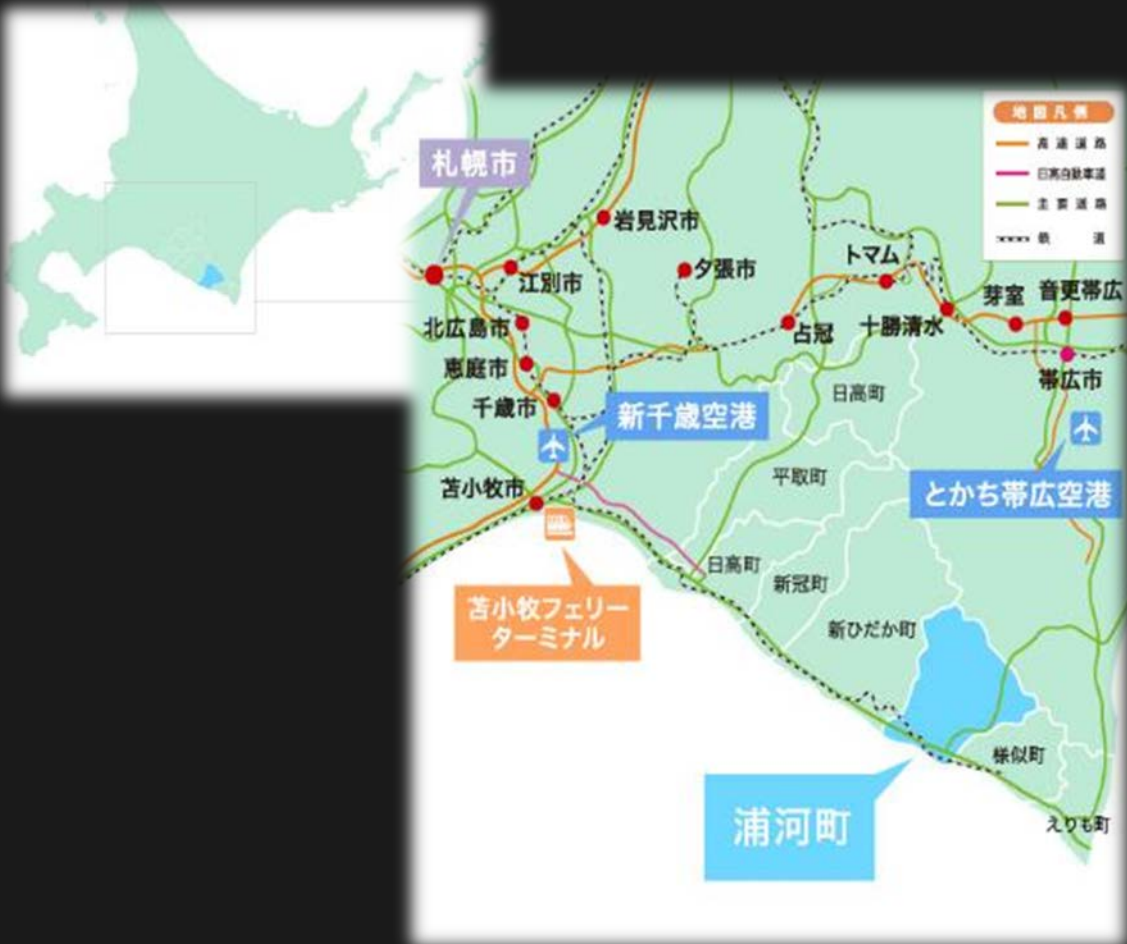 札幌市
地図凡例
高速道路
日高自動車道
主要道路
鉄道
岩見沢市
江別市
夕張市
トマム
北広島市
占冠
十勝清水
芽室
音更帯広
恵庭市
帯広市
千歳市
新千歳空港
日高町
苫小牧市
平取町
とかち帯広空港
日高町
新冠町
苫小牧フェリー
ターミナル
新ひだか町
様似町
浦河町
えりも町